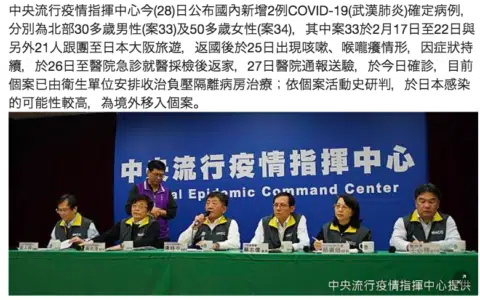 中央流行疫情指揮中心今(28)日公布國內新增2例COVID-19(武漢肺炎)確定病例,
分別為北部30多歲男性(案33)及50多歲女性(案34),其中案33於2月17日至22日與
另外21人跟團至日本大阪旅遊,返國後於25日出現咳嗽、喉嚨癢情形,因症狀持
續,於26日至醫院急診就醫採檢後返家,27日醫院通報送驗,於今日確診,目前
個案已由衛生單位安排收治負壓隔離病房治療;依個案活動史研判,於日本感染
的可能性較高,為境外移入個案。
中央流行疫情指揮中心
al Epidemic Command Center
中央流行疫情指揮中心提供